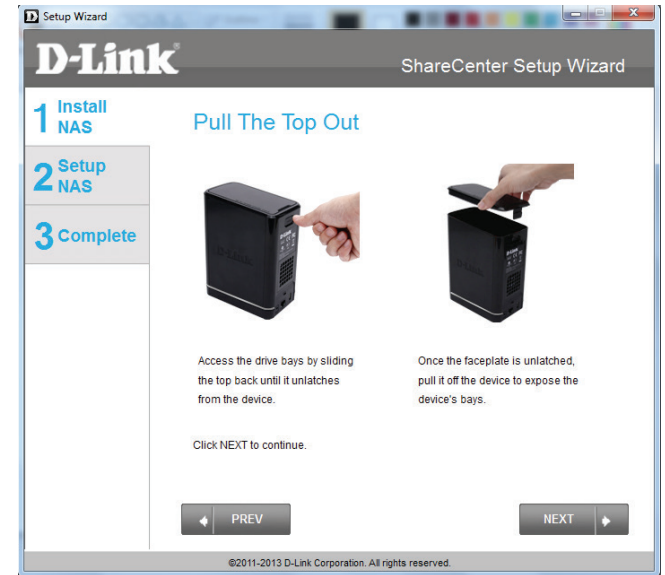 Setup Wizard
D-Link
ShareCenter Setup Wizard
1 Install
NAS
2 Setup
NAS
3 Complete
Pull The Top Out
Access the drive bays by sliding
the top back until it unlatches
from the device.
Once the faceplate is unlatched,
pull it off the device to expose the
device's bays.
Click NEXT to continue.
PREV
NEXT
©2011-2013 D-Link Corporation. All rights reserved.